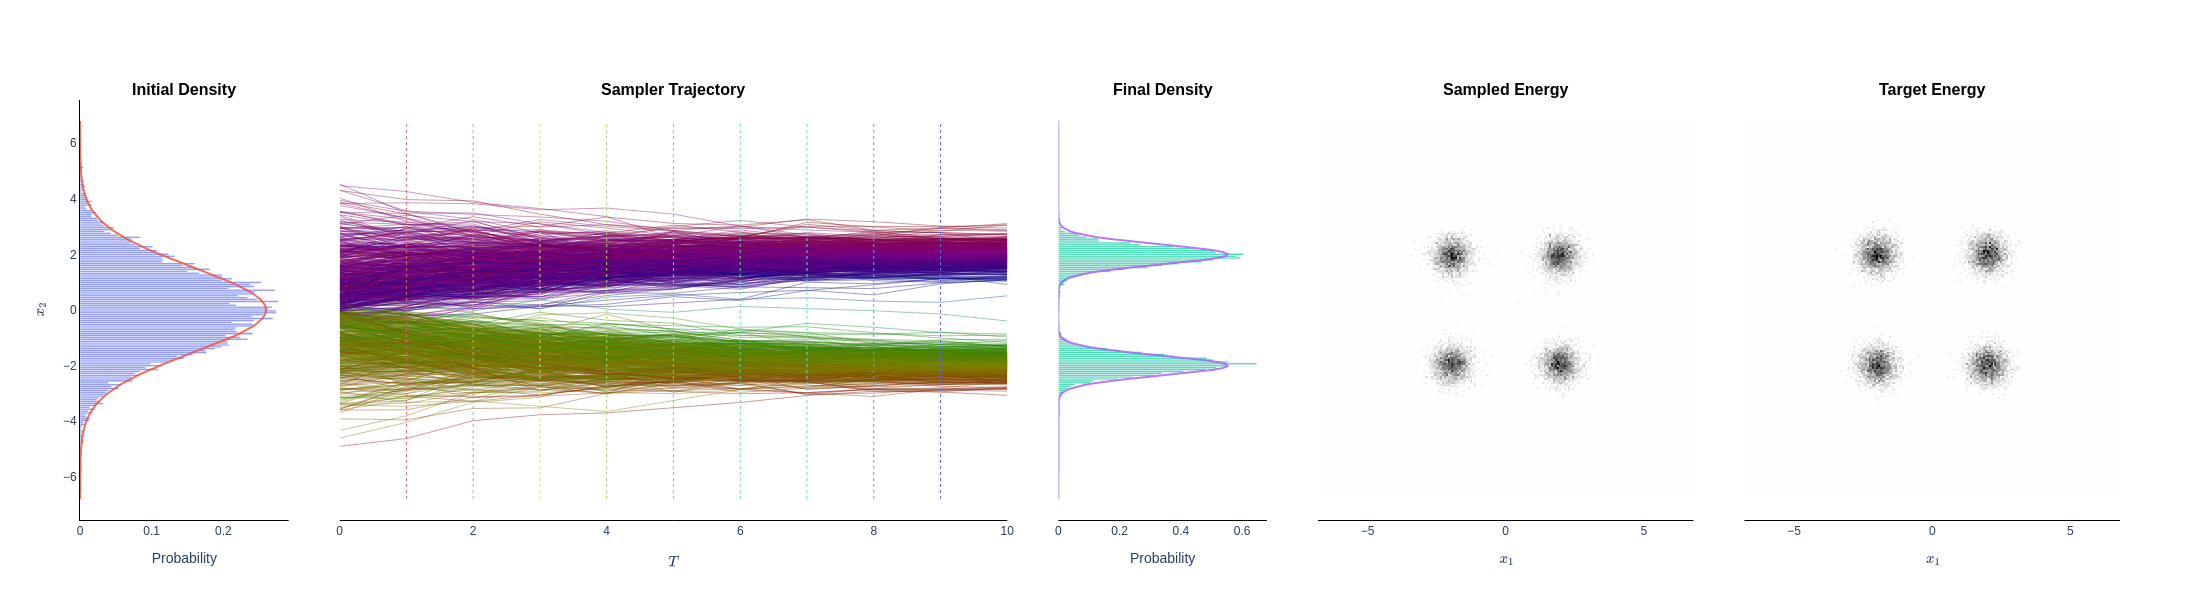 Initial Density
Sampler Trajectory
Final Density
Sampled Energy
Target Energy
6
4
2
0
−2
−4
−6
x₂
0 0.1 0.2
0 2 4 6 8 10
0 0.2 0.4 0.6
−5 0 5
−5 0 5
Probability
T
Probability
x₁
x₁